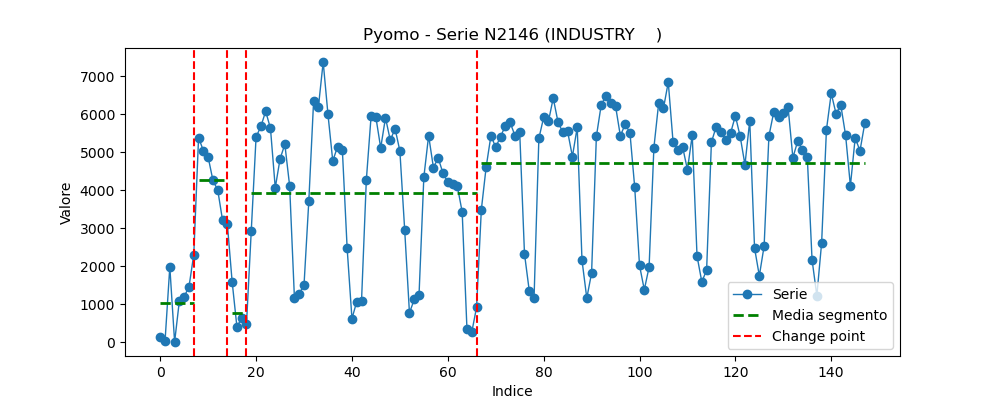 Pyomo - Serie N2146 (INDUSTRY    )
Valore
7000
6000
5000
4000
3000
2000
1000
0
0 20 40 60 80 100 120 140
Indice
Serie
Media segmento
Change point